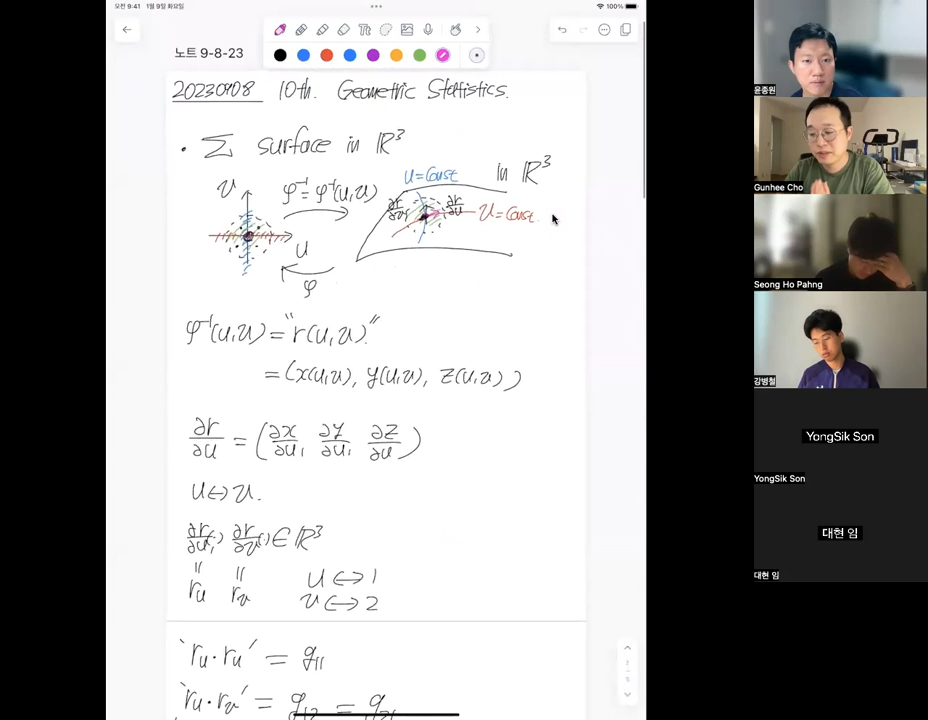 오전 9:41 1월 9일 화요일
100%
노트 9-8-23
20230908 10th. Geometric Statistics.
• Σ surface in ℝ³
v
φ⁻¹=φ⁻¹(u,v)
u
φ
u=const
in ℝ³
∂r/∂v
∂r/∂u
v=const.
φ⁻¹(u,v)="r(u,v)".
=(x(u,v), y(u,v), z(u,v))
∂r/∂u = (∂x/∂u, ∂y/∂u, ∂z/∂u)
u↔v.
∂r/∂u(,), ∂r/∂v(,) ∈ ℝ³
" "
r_u r_v
u ↔ 1
v ↔ 2
'r_u·r_u' = g₁₁
'r_u·r_v' = g₁₂ = g₂₁
윤종원
Gunhee Cho
Seong Ho Pahng
김병철
YongSik Son
YongSik Son
대현 임
대현 임